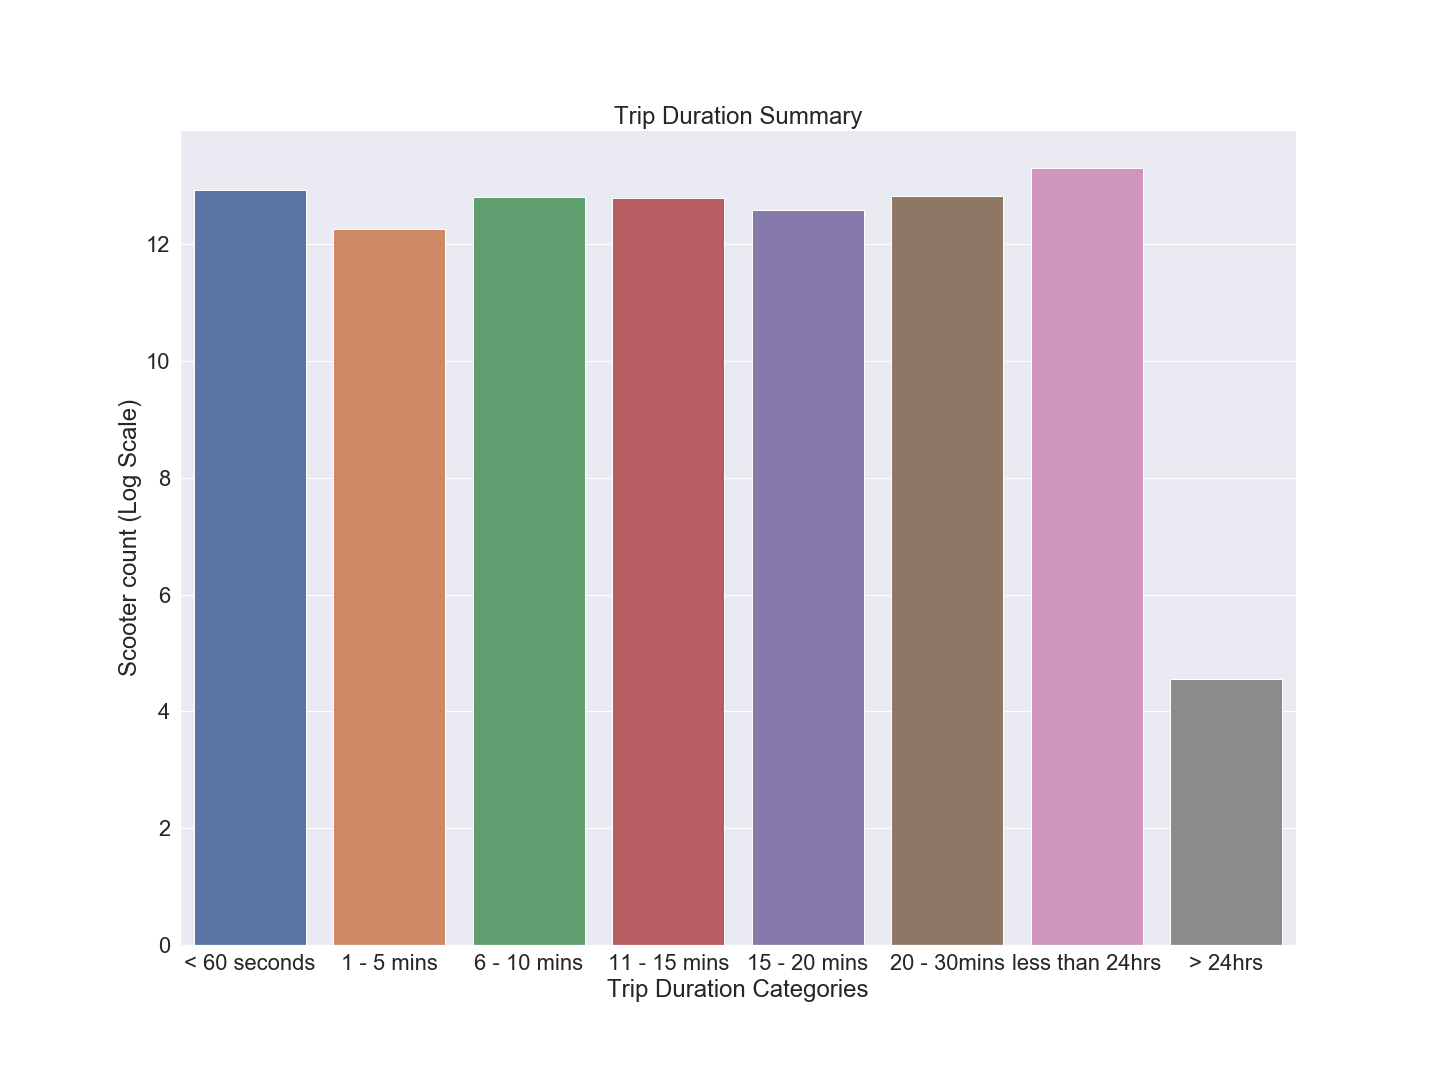 Trip Duration Summary
Scooter count (Log Scale)
12
10
8
6
4
2
0
< 60 seconds
1 - 5 mins
6 - 10 mins
11 - 15 mins
15 - 20 mins
20 - 30mins
less than 24hrs
> 24hrs
Trip Duration Categories